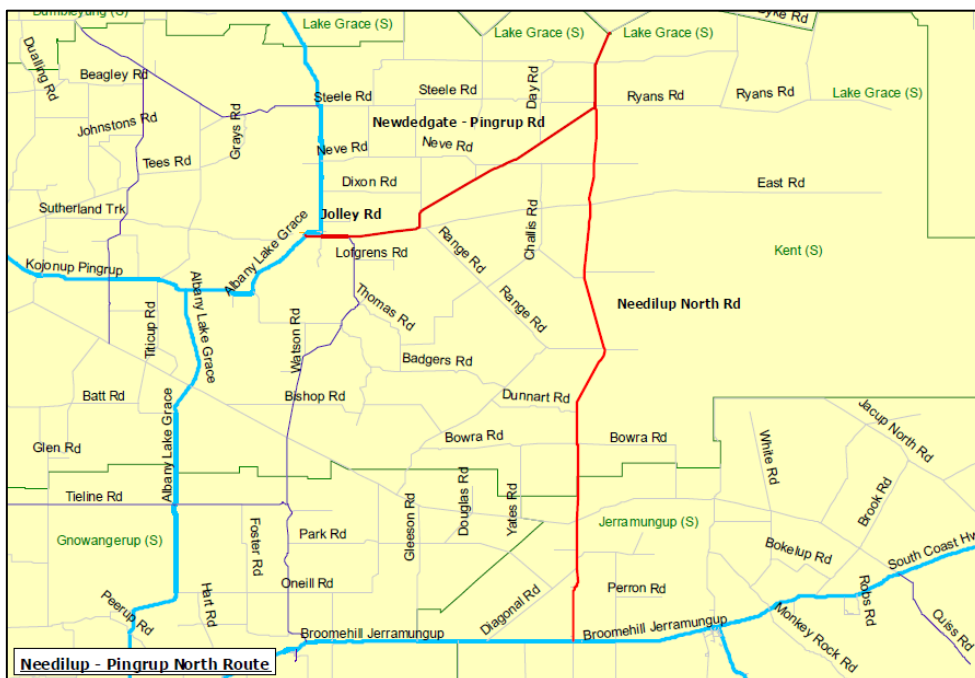 Dumbleyung (S)
Lake Grace (S)
Lake Grace (S)
Lake Grace (S)
yke Rd
Dualling Rd
Beagley Rd
Johnstons Rd
Grays Rd
Tees Rd
Steele Rd
Steele Rd
Day Rd
Ryans Rd
Ryans Rd
Lake Grace (S)
Newdedgate - Pingrup Rd
Neve Rd
Neve Rd
Dixon Rd
East Rd
Sutherland Trk
Jolley Rd
Albany Lake Grace
Lofgrens Rd
Range Rd
Challis Rd
Kent (S)
Kojonup Pingrup
Albany Lake Grace
Titicup Rd
Watson Rd
Thomas Rd
Range Rd
Needilup North Rd
Badgers Rd
Batt Rd
Bishop Rd
Dunnart Rd
Glen Rd
Albany Lake Grace
Bowra Rd
Bowra Rd
White Rd
Jacup North Rd
Tieline Rd
Gleeson Rd
Douglas Rd
Yates Rd
Brook Rd
Gnowangerup (S)
Foster Rd
Park Rd
Jerramungup (S)
Bokelup Rd
South Coast Hw
Oneill Rd
Perron Rd
Peerup Rd
Hart Rd
Diagonal Rd
Robs Rd
Broomehill Jerramungup
Broomehill Jerramungup
Monkey Rock Rd
Cuiss Rd
Needilup - Pingrup North Route